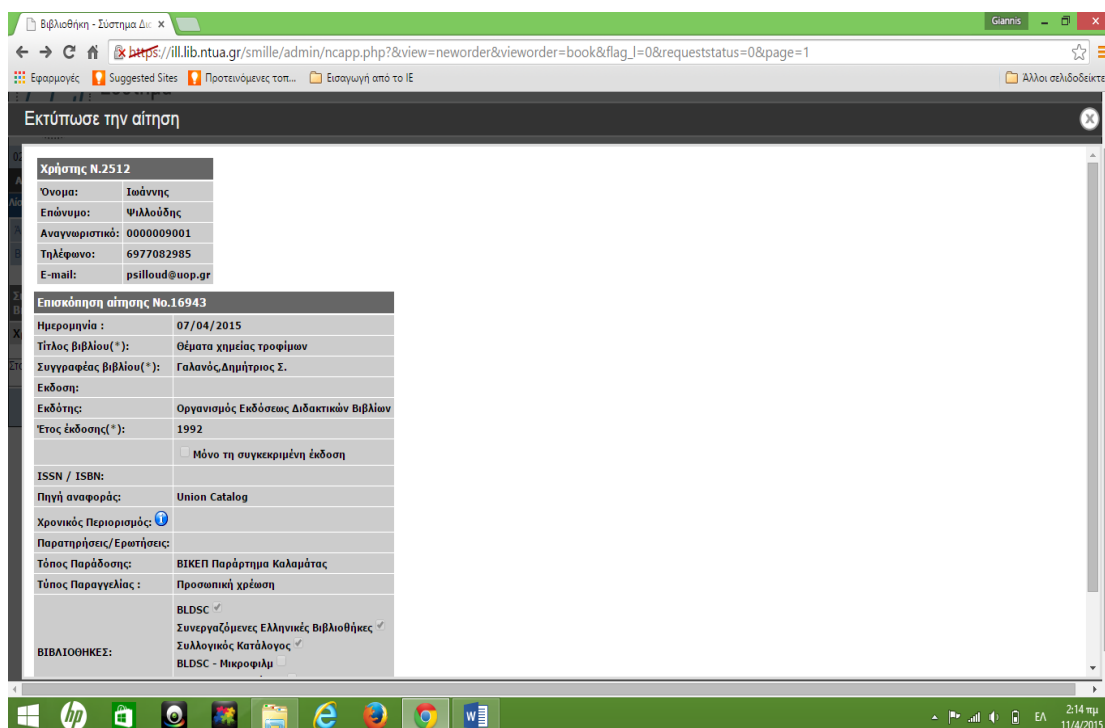 Βιβλιοθήκη - Σύστημα Δια
Giannis
https://ill.lib.ntua.gr/smille/admin/ncapp.php?&view=neworder&vieworder=book&flag_l=0&requeststatus=0&page=1
Εφαρμογές Suggested Sites Προτεινόμενες τοπ... Εισαγωγή από το IE Άλλοι σελιδοδείκτε
Εκτύπωσε την αίτηση
Χρήστης N.2512
Όνομα: Ιωάννης
Επώνυμο: Ψιλλούδης
Αναγνωριστικό: 0000009001
Τηλέφωνο: 6977082985
E-mail: psilloud@uop.gr
Επισκόπηση αίτησης No.16943
Ημερομηνία : 07/04/2015
Τίτλος βιβλίου(*): Θέματα χημείας τροφίμων
Συγγραφέας βιβλίου(*): Γαλανός,Δημήτριος Σ.
Εκδοση:
Εκδότης: Οργανισμός Εκδόσεως Διδακτικών Βιβλίων
Έτος έκδοσης(*): 1992
Μόνο τη συγκεκριμένη έκδοση
ISSN / ISBN:
Πηγή αναφοράς: Union Catalog
Χρονικός Περιορισμός:
Παρατηρήσεις/Ερωτήσεις:
Τόπος Παράδοσης: ΒΙΚΕΠ Παράρτημα Καλαμάτας
Τύπος Παραγγελίας : Προσωπική χρέωση
ΒΙΒΛΙΟΘΗΚΕΣ:
BLDSC
Συνεργαζόμενες Ελληνικές Βιβλιοθήκες
Συλλογικός Κατάλογος
BLDSC - Μικροφιλμ
ΕΛ
2:14 πμ
11/4/2015